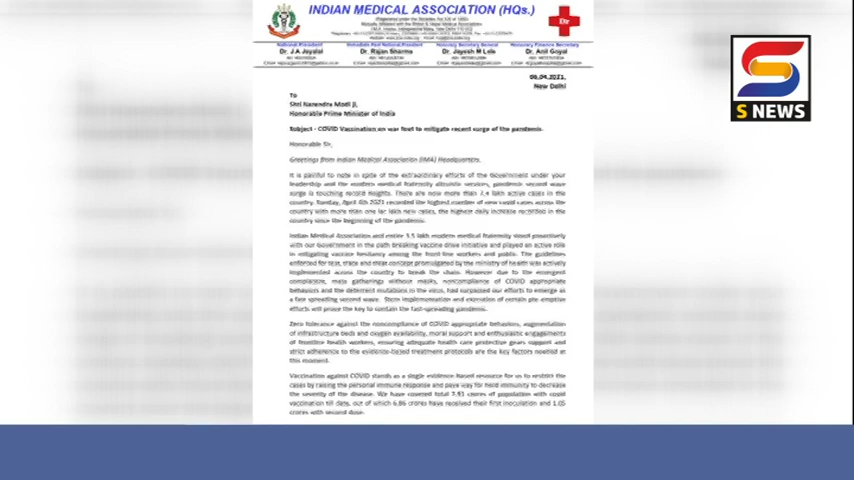 INDIAN MEDICAL ASSOCIATION (HQs.)
Dr
S NEWS
National President
Immediate Past National President
Honorary Secretary General
Honorary Finance Secretary
Dr. J.A Jayalal
Dr. Rajan Sharma
Dr. Jayesh M Lele
Dr. Anil Goyal
06.04.2021,
New Delhi
To
Shri Narendra Modi ji,
Honorable Prime Minister of India
Subject - COVID Vaccination on war foot to mitigate recent surge of the pandemic.
Honorable Sir,
Greetings from Indian Medical Association (IMA) Headquarters.
It is painful to note in spite of the extraordinary efforts of the Government under your
leadership and the modern medical fraternity altruistic services, pandemic second wave
surge is touching record heights. There are now more than lakh active cases in the
country. Sunday, April 4th 2021 recorded the highest number of new covid cases across the
country with more than one lac lakh new cases, the highest daily increase recorded in the
country since the beginning of the pandemic.
Indian Medical Association and entire 3.5 lakh modern medical fraternity stood proactively
with our Government in the path breaking vaccine drive initiative and played an active role
in mitigating vaccine hesitancy among the front-line workers and public. The guidelines
enforced for test, trace and treat concept promulgated by the ministry of health was actively
implemented across the country to break the chain. However due to the emergent
complacence, mass gatherings without masks, noncompliance of COVID appropriate
behaviors and the deterrent mutations in the virus, had surpassed our efforts to emerge as
a fast spreading second wave. Stern implementation and execution of certain pre-emptive
efforts will prove the key to contain the fast-spreading pandemic.
Zero tolerance against the noncompliance of COVID appropriate behaviors, augmentation
of infrastructure beds and oxygen availability, moral support and enthusiastic engagements
of frontline health workers, ensuring adequate health care protective gears support and
strict adherence to the evidence-based treatment protocols are the key factors needed at
this moment.
Vaccination against COVID stands as a single evidence based resource for us to restrict the
cases by raising the personal immune response and pave way for herd immunity to decrease
the severity of the disease. We have covered total 7.91 crores of population with covid
vaccination till date, out of which 6.86 crores have received their first inoculation and 1.05
crores with second dose.